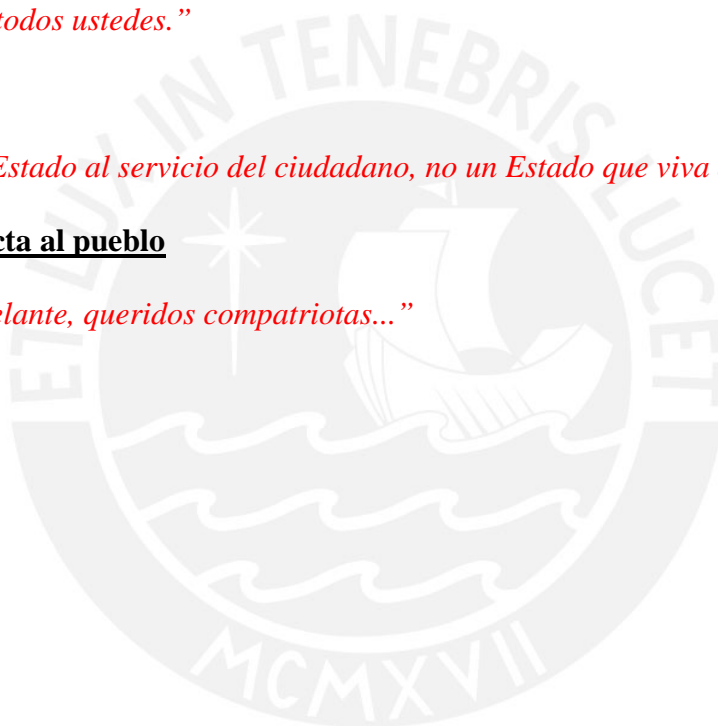 todos ustedes.”
Estado al servicio del ciudadano, no un Estado que viva
cta al pueblo
elante, queridos compatriotas...”
ET LUX IN TENEBRIS LUCET
MCMXVII